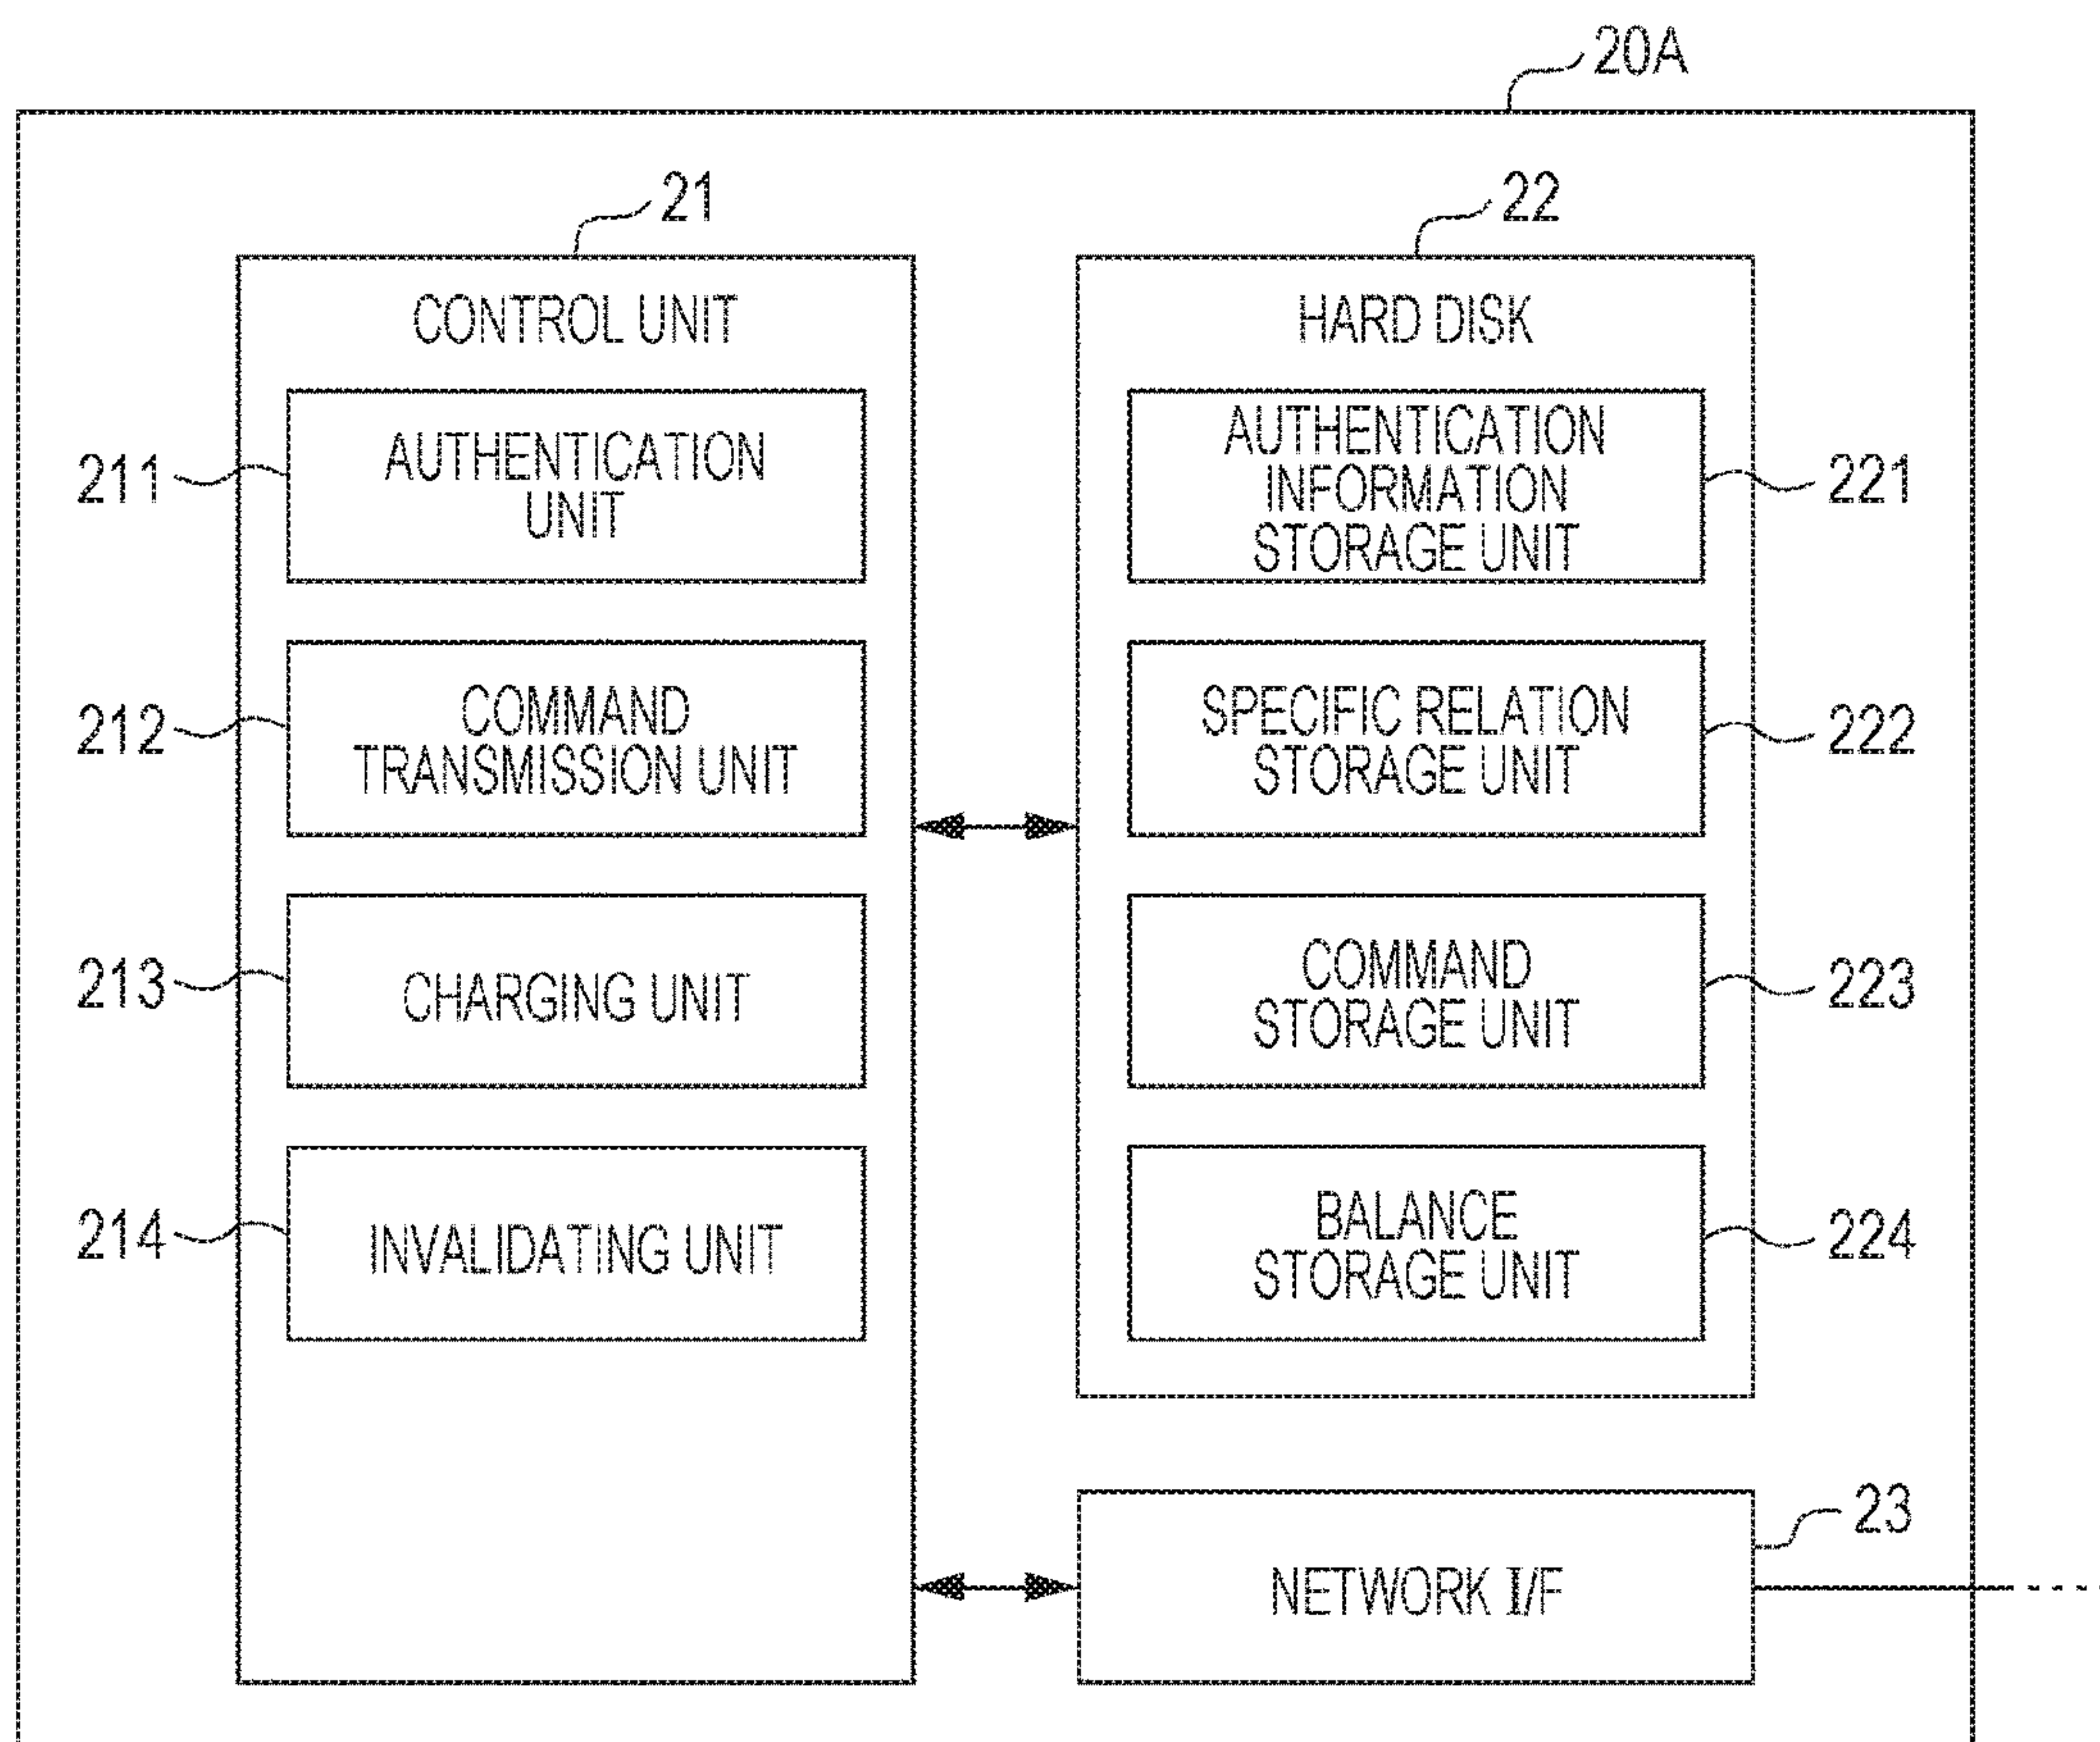 20A
21
22
CONTROL UNIT
HARD DISK
211
AUTHENTICATION
UNIT
AUTHENTICATION
INFORMATION
STORAGE UNIT
221
212
COMMAND
TRANSMISSION UNIT
SPECIFIC RELATION
STORAGE UNIT
222
213
CHARGING UNIT
COMMAND
STORAGE UNIT
223
214
INVALIDATING UNIT
BALANCE
STORAGE UNIT
224
23
NETWORK I/F